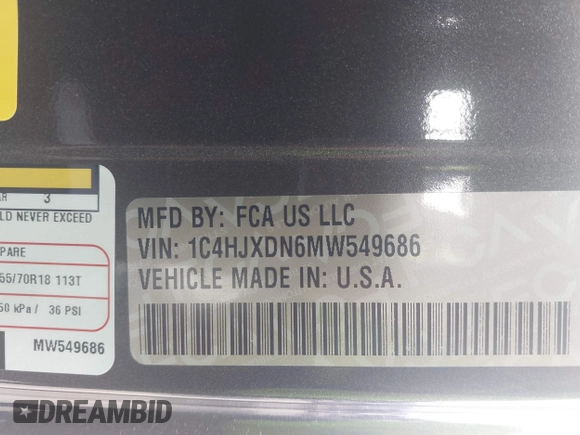 3
LD NEVER EXCEED
PARE
55/70R18 113T
50 kPa / 36 PSI
MW549686
MFD BY: FCA US LLC
VIN: 1C4HJXDN6MW549686
VEHICLE MADE IN: U.S.A.
DREAMBID